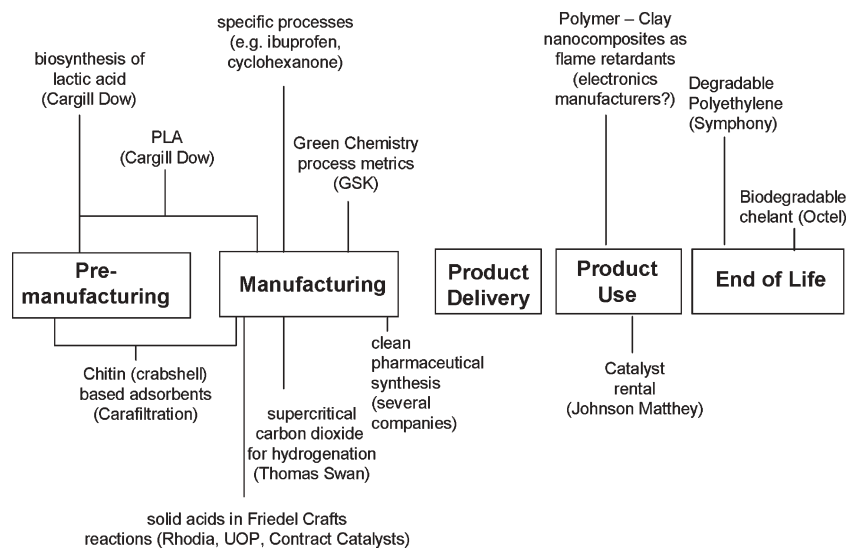 specific processes
(e.g. ibuprofen,
cyclohexanone)
Polymer – Clay
nanocomposites as
flame retardants
(electronics
manufacturers?)
biosynthesis of
lactic acid
(Cargill Dow)
Degradable
Polyethylene
(Symphony)
PLA
(Cargill Dow)
Green Chemistry
process metrics
(GSK)
Biodegradable
chelant (Octel)
Pre-
manufacturing
Manufacturing
Product
Delivery
Product
Use
End of Life
Chitin (crabshell)
based adsorbents
(Carafiltration)
clean
pharmaceutical
synthesis
(several
companies)
Catalyst
rental
(Johnson Matthey)
supercritical
carbon dioxide
for hydrogenation
(Thomas Swan)
solid acids in Friedel Crafts
reactions (Rhodia, UOP, Contract Catalysts)